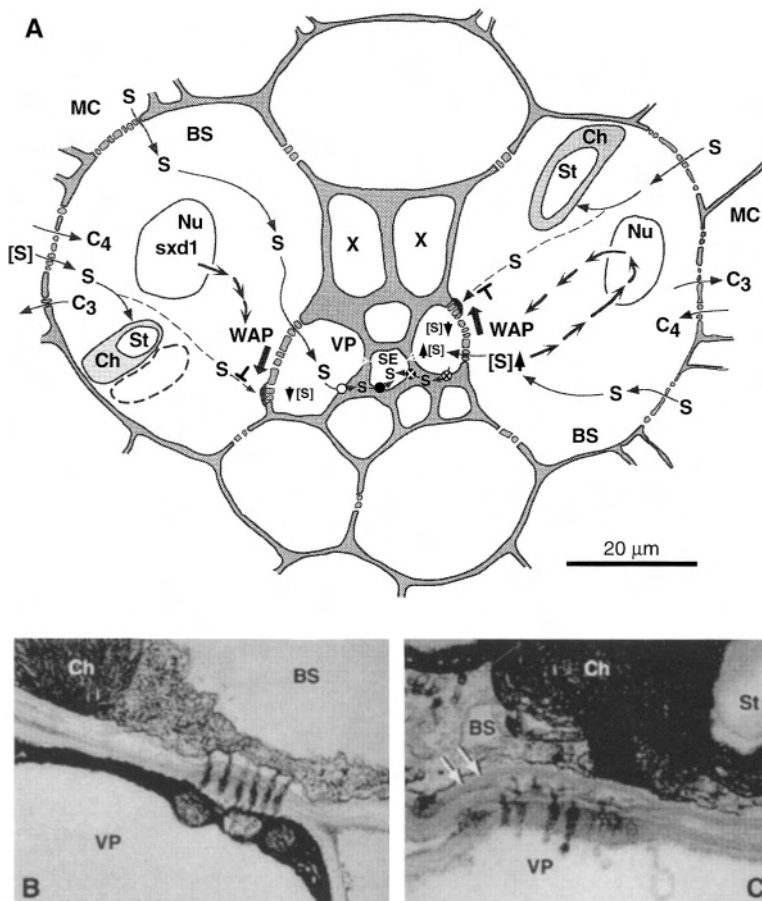 A
MC
S
BS
S
Ch
St
S
MC
Nu
sxd1
S
X
X
Nu
C4
[S]
S
C3
S
C3
C4
WAP
VP
[S]
WAP
St
Ch
SE
[S]
[S]
S
S
[S]
S
S
S
S
BS
20 μm
Ch
BS
VP
B
Ch
St
BS
VP
C